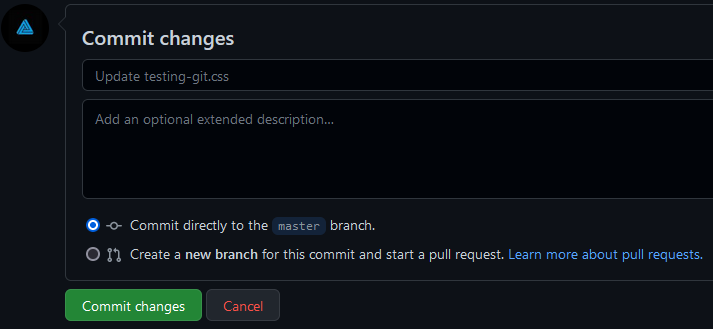 Commit changes
Update testing-git.css
Add an optional extended description...
Commit directly to the master branch.
Create a new branch for this commit and start a pull request. Learn more about pull requests.
Commit changes
Cancel